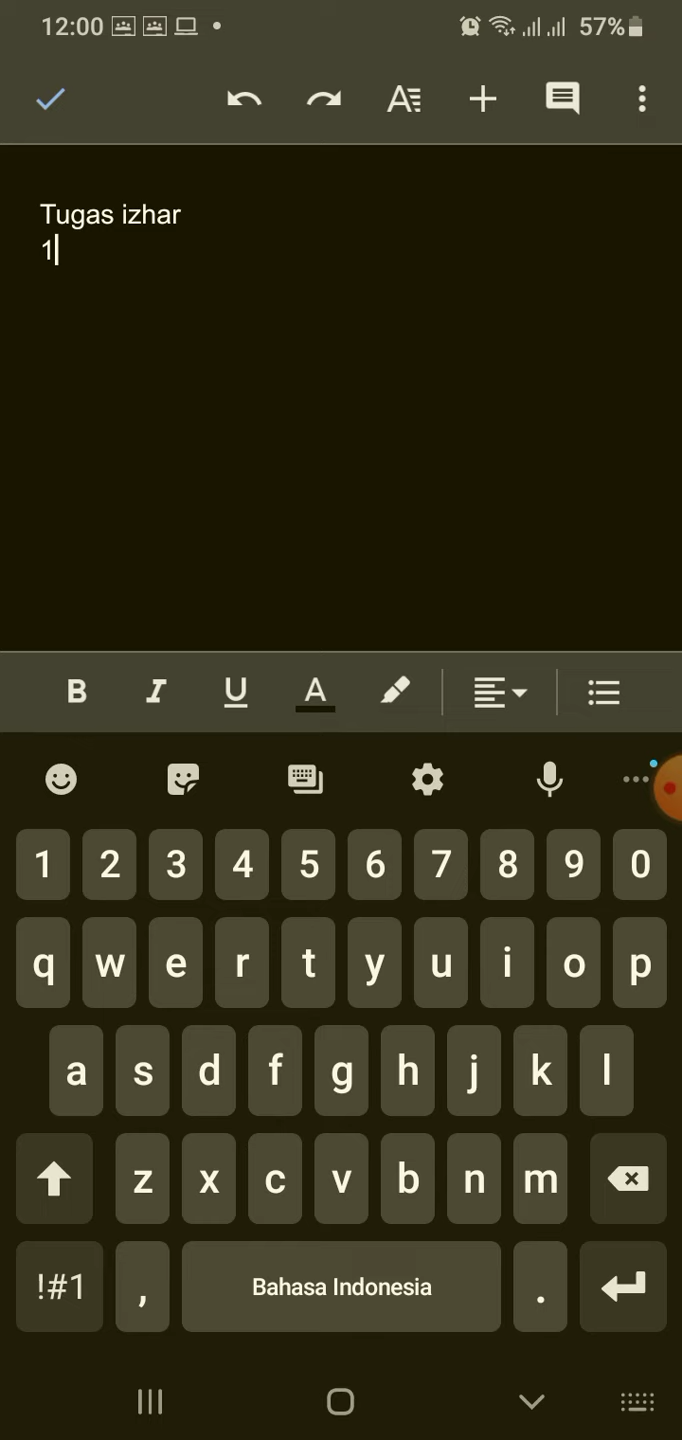 12:00 57%
Tugas izhar
1
B I U A
1 2 3 4 5 6 7 8 9 0
q w e r t y u i o p
a s d f g h j k l
z x c v b n m
!#1 , Bahasa Indonesia .